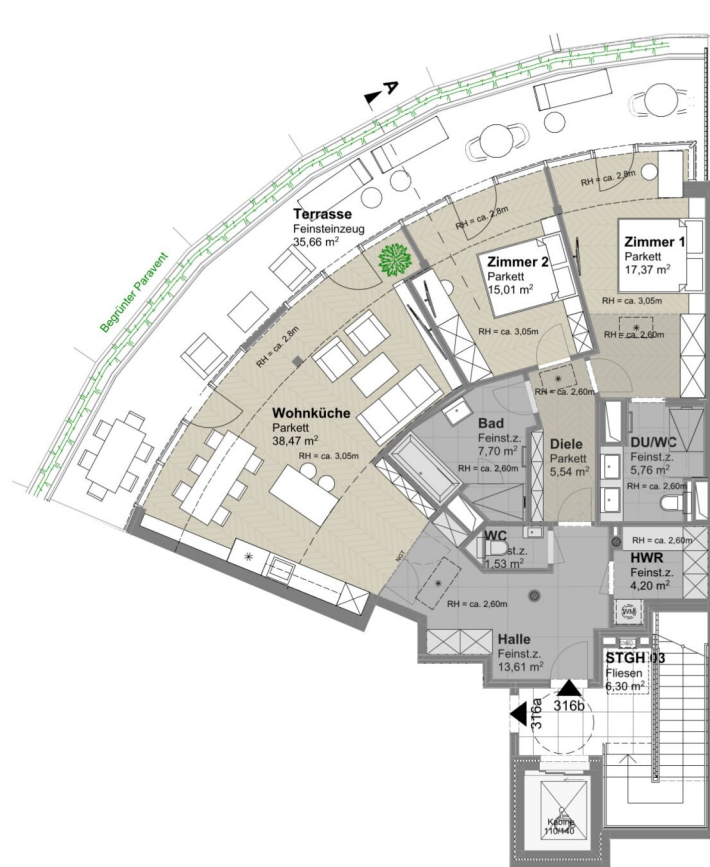 A
RH = ca. 2,8m
Terrasse
Feinsteinzeug
35,66 m²
RH = ca. 2,8m
Zimmer 1
Parkett
17,37 m²
Zimmer 2
Parkett
15,01 m²
Begrünter Paravent
RH = ca. 3,05m
RH = ca. 3,05m
RH = ca. 2,60m
RH = ca. 2,8m
RH = ca. 2,60m
Wohnküche
Parkett
38,47 m²
RH = ca. 3,05m
Bad
Feinst.z.
7,70 m²
RH = ca. 2,60m
Diele
Parkett
5,54 m²
DU/WC
Feinst.z.
5,76 m²
RH = ca. 2,60m
WC
st.z.
1,53 m²
RH = ca. 2,60m
HWR
Feinst.z.
4,20 m²
WM
RH = ca. 2,60m
Halle
Feinst.z.
13,61 m²
STGH 03
Fliesen
6,30 m²
316a
316b
Kabine
110/140